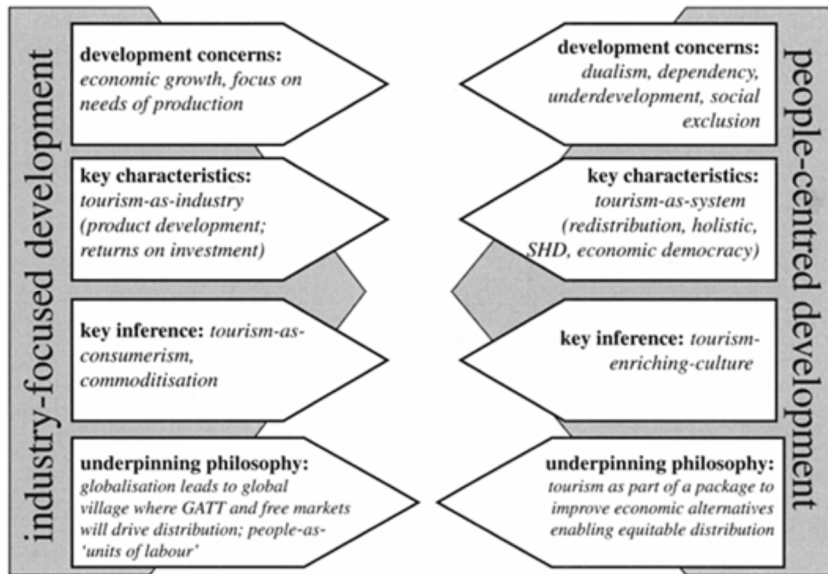 industry-focused development
development concerns:
economic growth, focus on
needs of production
key characteristics:
tourism-as-industry
(product development;
returns on investment)
key inference: tourism-as-
consumerism,
commoditisation
underpinning philosophy:
globalisation leads to global
village where GATT and free markets
will drive distribution; people-as-
‘units of labour’
development concerns:
dualism, dependency,
underdevelopment, social
exclusion
key characteristics:
tourism-as-system
(redistribution, holistic,
SHD, economic democracy)
key inference: tourism-
enriching-culture
underpinning philosophy:
tourism as part of a package to
improve economic alternatives
enabling equitable distribution
people-centred development